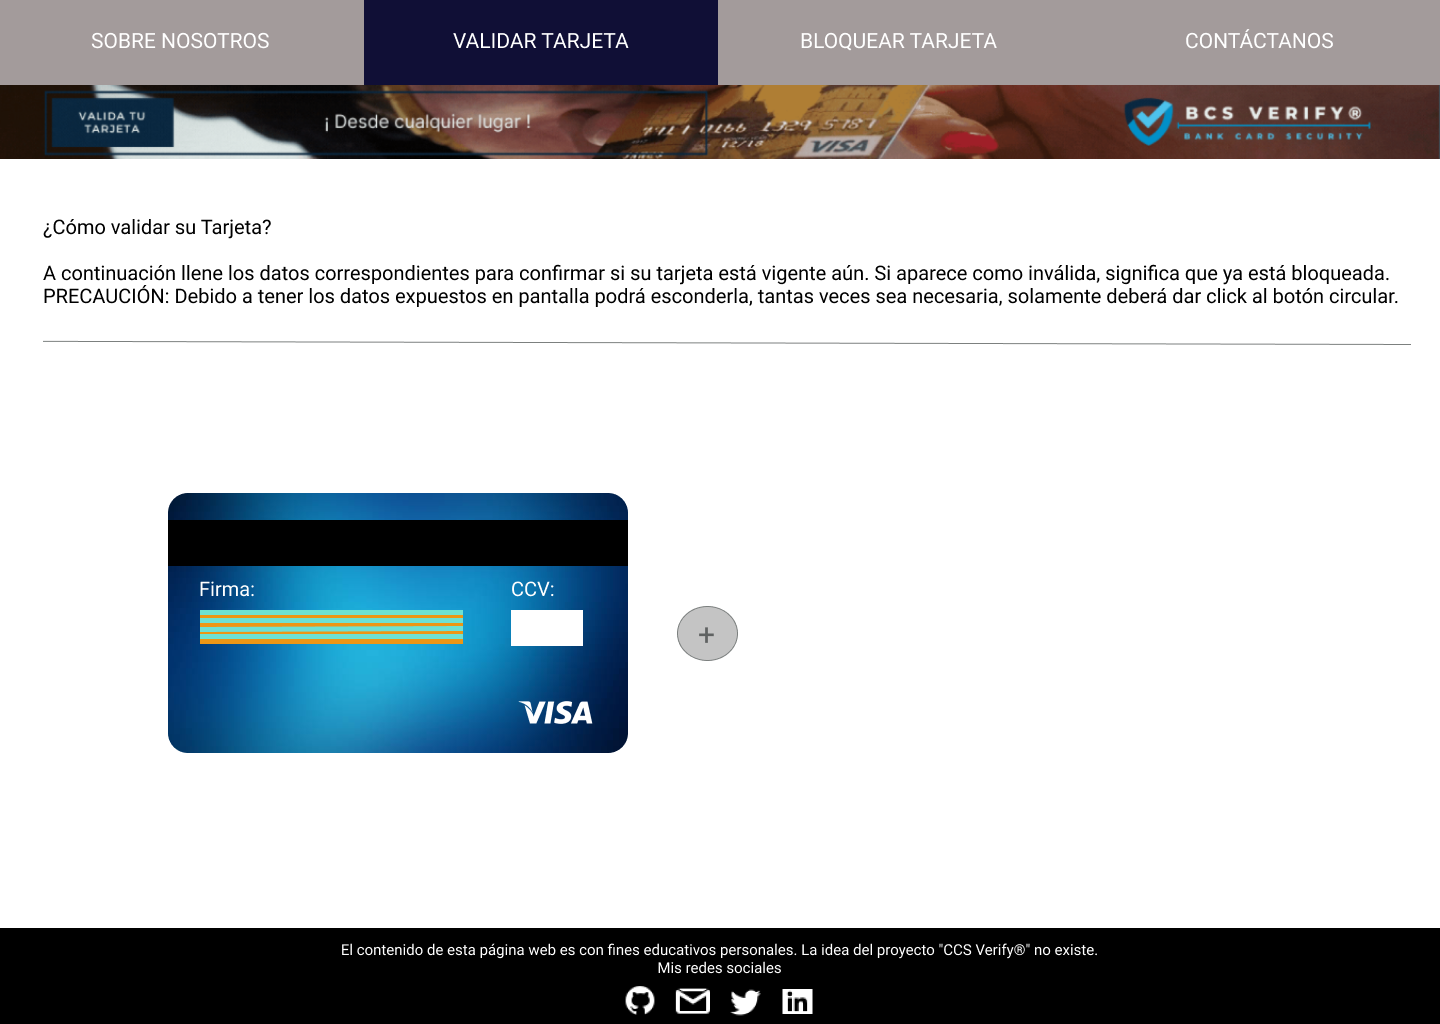 SOBRE NOSOTROS
VALIDAR TARJETA
BLOQUEAR TARJETA
CONTÁCTANOS
VALIDA TU
TARJETA
¡ Desde cualquier lugar !
12/18
VISA
BCS VERIFY®
BANK CARD SECURITY
¿Cómo validar su Tarjeta?
A continuación llene los datos correspondientes para confirmar si su tarjeta está vigente aún. Si aparece como inválida, significa que ya está bloqueada.
PRECAUCIÓN: Debido a tener los datos expuestos en pantalla podrá esconderla, tantas veces sea necesaria, solamente deberá dar click al botón circular.
Firma:
CCV:
+
VISA
El contenido de esta página web es con fines educativos personales. La idea del proyecto "CCS Verify®" no existe.
Mis redes sociales
in